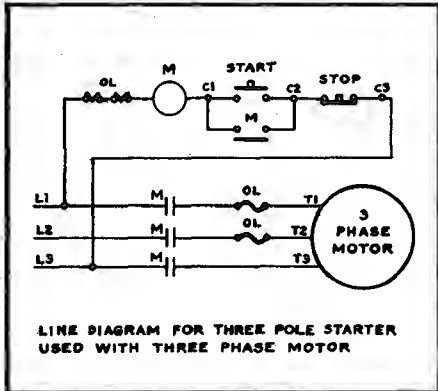 OL M C1 START C2 STOP C3
M
L1 M OL T1
L2 M OL T2
L3 M T3
3
PHASE
MOTOR
LINE DIAGRAM FOR THREE POLE STARTER
USED WITH THREE PHASE MOTOR